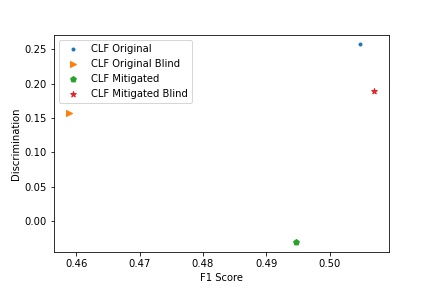 CLF Original
CLF Original Blind
CLF Mitigated
CLF Mitigated Blind
Discrimination
0.25
0.20
0.15
0.10
0.05
0.00
0.46 0.47 0.48 0.49 0.50
F1 Score